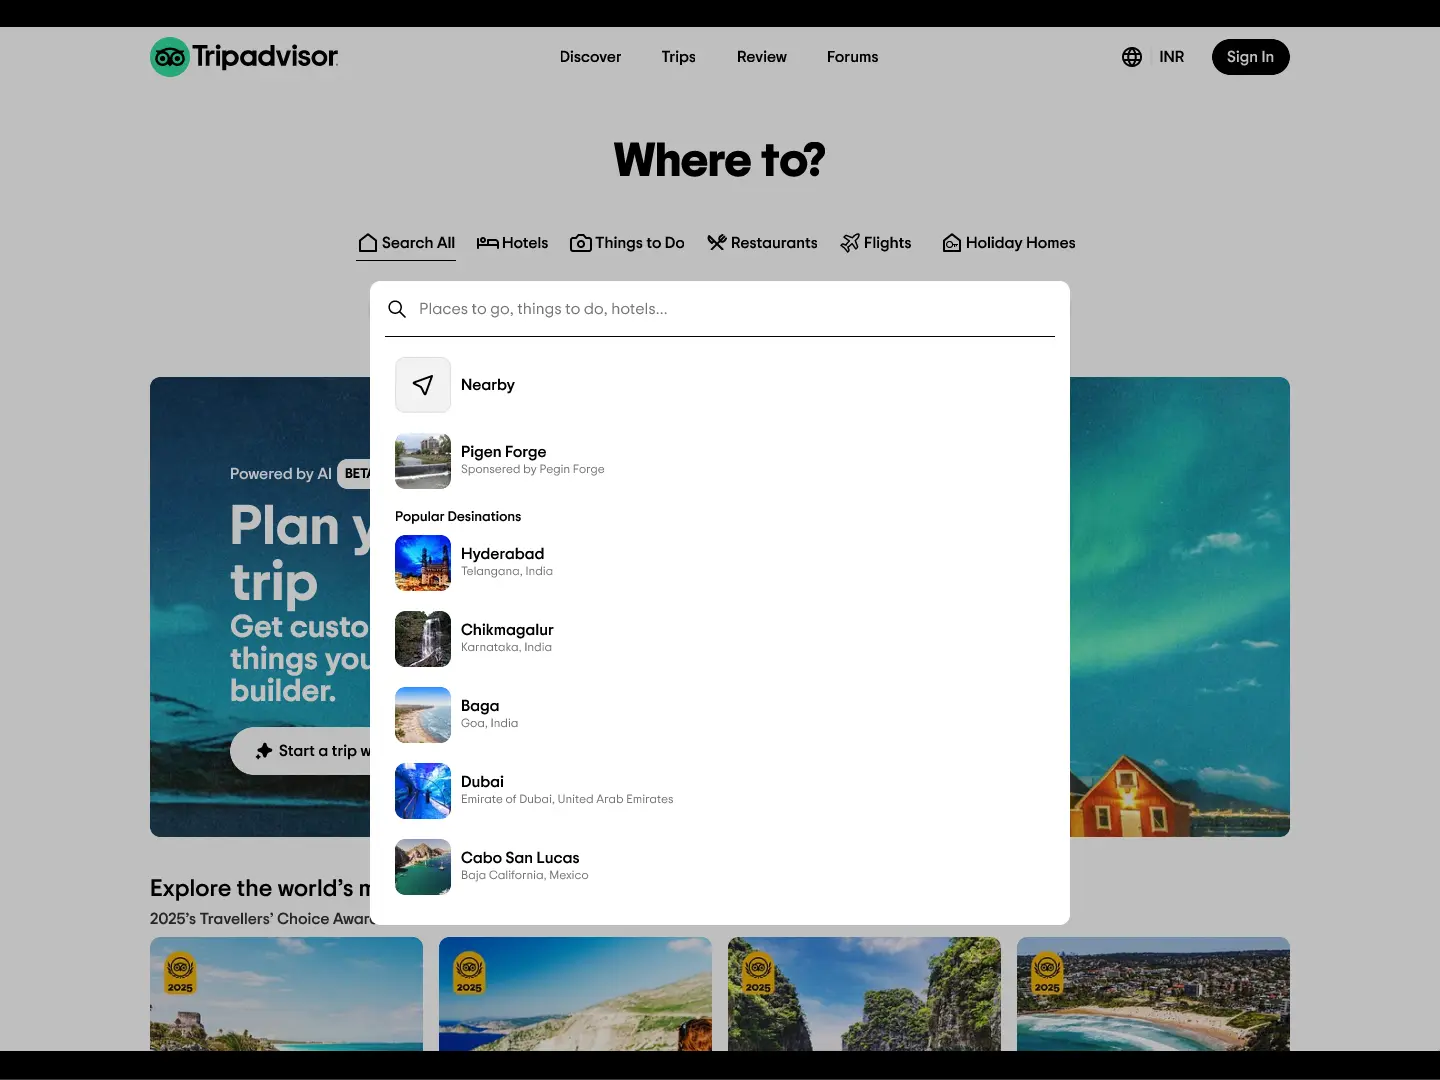 Tripadvisor
Discover
Trips
Review
Forums
INR
Sign In
Where to?
Search All
Hotels
Things to Do
Restaurants
Flights
Holiday Homes
Places to go, things to do, hotels...
Nearby
Pigen Forge
Sponsered by Pegin Forge
Popular Desinations
Hyderabad
Telangana, India
Chikmagalur
Karnataka, India
Baga
Goa, India
Dubai
Emirate of Dubai, United Arab Emirates
Cabo San Lucas
Baja California, Mexico
Powered by AI BETA
Plan y
trip
Get custo
things you
builder.
Start a trip w
Explore the world’s m
2025’s Travellers’ Choice Awar
2025
2025
2025
2025